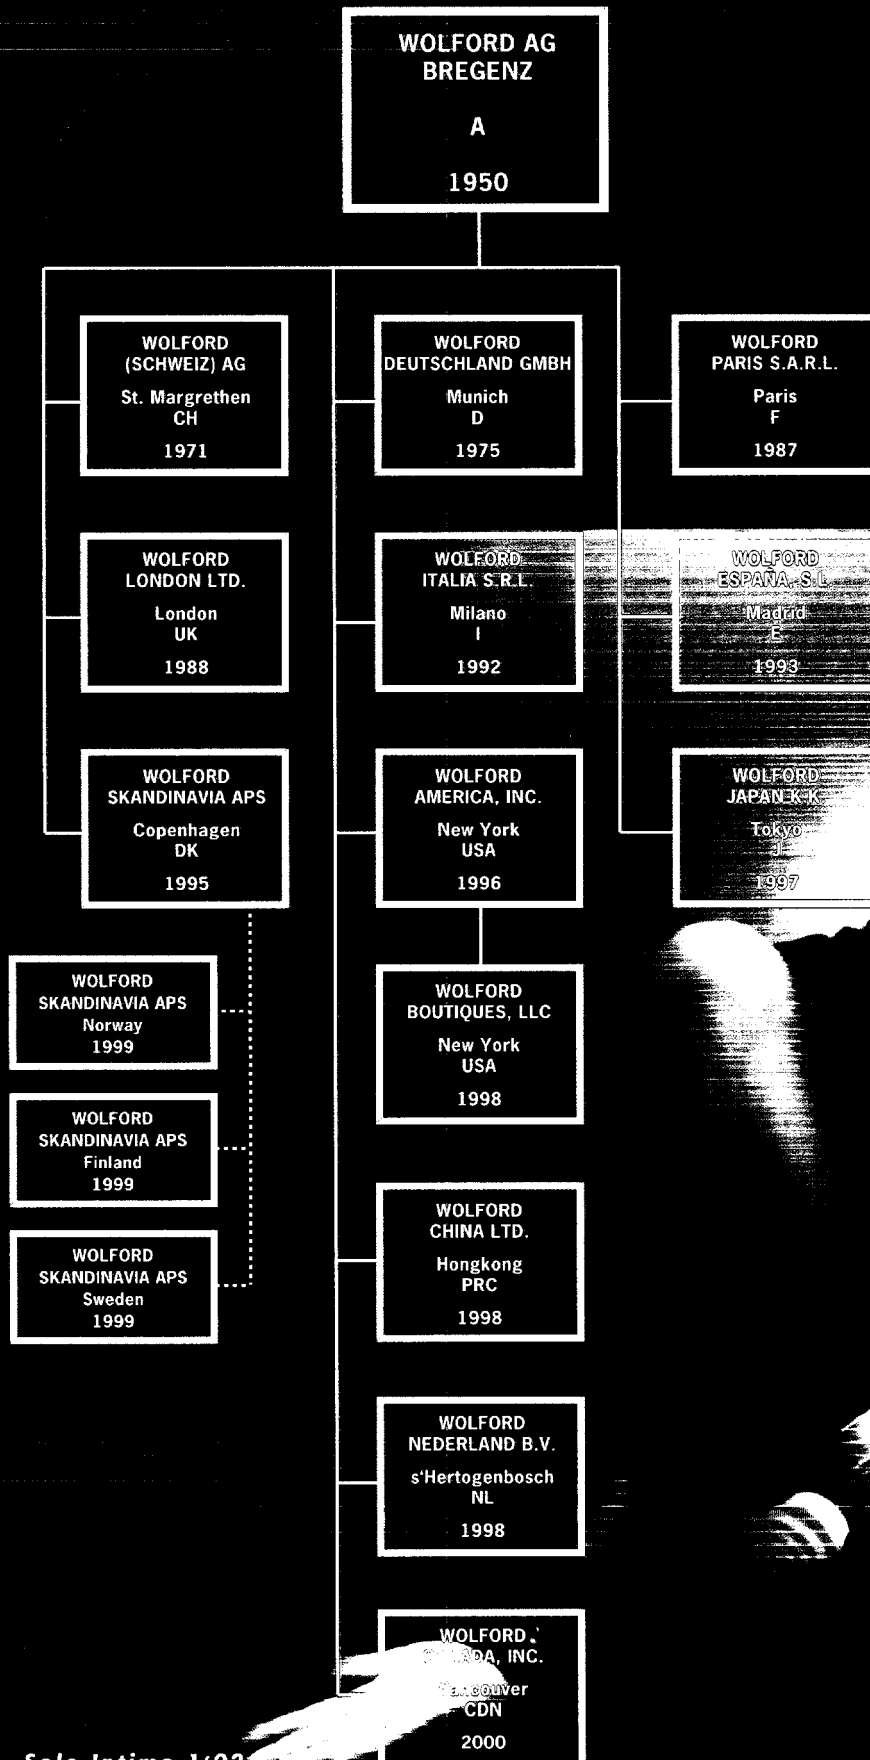 WOLFORD AG
BREGENZ
A
1950
WOLFORD
(SCHWEIZ) AG
St. Margrethen
CH
1971
WOLFORD
DEUTSCHLAND GMBH
Munich
D
1975
WOLFORD
PARIS S.A.R.L.
Paris
F
1987
WOLFORD
LONDON LTD.
London
UK
1988
WOLFORD
ITALIA S.R.L.
Milano
I
1992
WOLFORD
ESPAÑA, S.L
Madrid
E
1993
WOLFORD
SKANDINAVIA APS
Copenhagen
DK
1995
WOLFORD
AMERICA, INC.
New York
USA
1996
WOLFORD
JAPAN K.K.
Tokyo
J
1997
WOLFORD
SKANDINAVIA APS
Norway
1999
WOLFORD
SKANDINAVIA APS
Finland
1999
WOLFORD
SKANDINAVIA APS
Sweden
1999
WOLFORD
BOUTIQUES, LLC
New York
USA
1998
WOLFORD
CHINA LTD.
Hongkong
PRC
1998
WOLFORD
NEDERLAND B.V.
s'Hertogenbosch
NL
1998
WOLFORD
INC.
Vancouver
CDN
2000